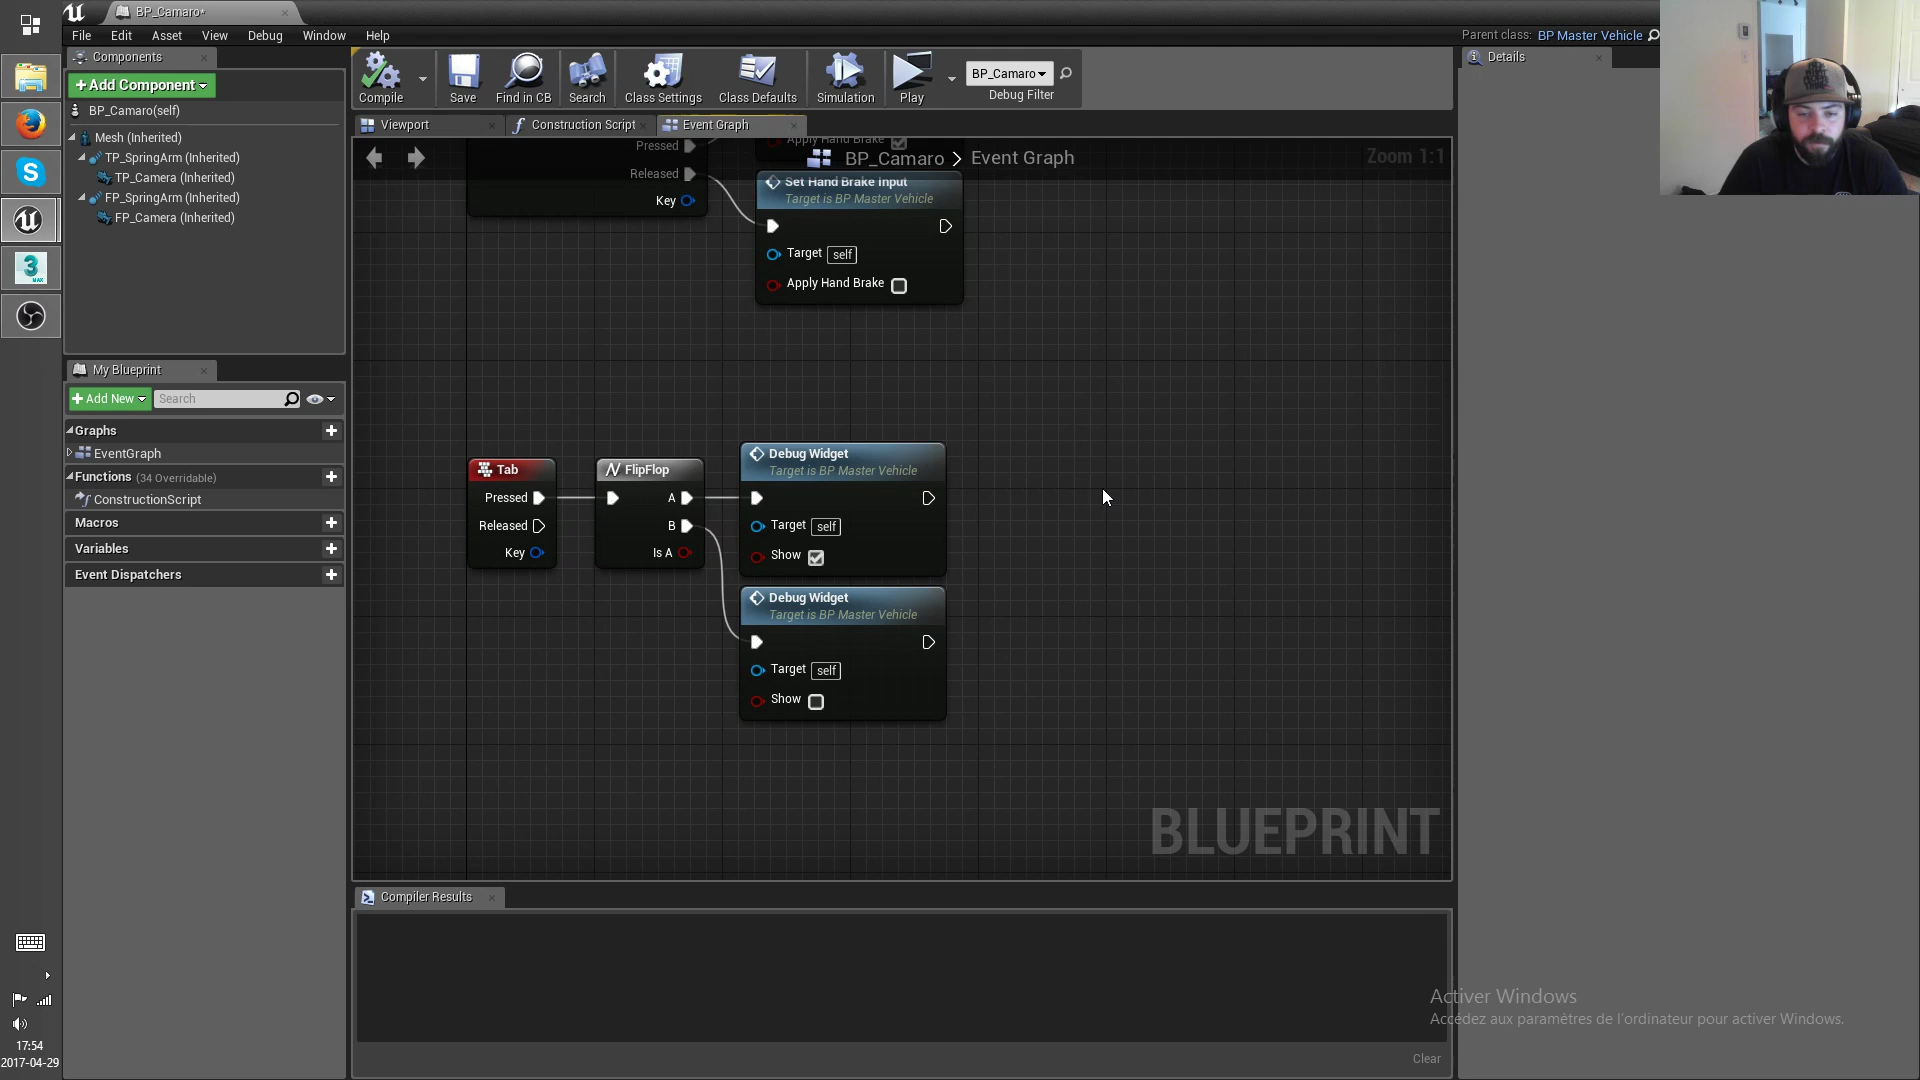 BP_Camaro*
File Edit Asset View Debug Window Help
Parent class: BP Master Vehicle
Components
Details
+Add Component
Compile
Save
Find in CB
Search
Class Settings
Class Defaults
Simulation
Play
BP_Camaro
Debug Filter
BP_Camaro(self)
Mesh (Inherited)
TP_SpringArm (Inherited)
TP_Camera (Inherited)
FP_SpringArm (Inherited)
FP_Camera (Inherited)
Viewport
Construction Script
Event Graph
BP_Camaro > Event Graph
Zoom 1:1
Pressed
Released
Key
Apply Hand Brake
Set Hand Brake Input
Target is BP Master Vehicle
Target self
Apply Hand Brake
My Blueprint
+Add New
Search
Graphs
EventGraph
Functions (34 Overridable)
ConstructionScript
Macros
Variables
Event Dispatchers
Tab
Pressed
Released
Key
FlipFlop
A
B
Is A
Debug Widget
Target is BP Master Vehicle
Target self
Show
Debug Widget
Target is BP Master Vehicle
Target self
Show
BLUEPRINT
Compiler Results
Clear
Activer Windows
Accédez aux paramètres de l'ordinateur pour activer Windows.
3
MAX
17:54
2017-04-29